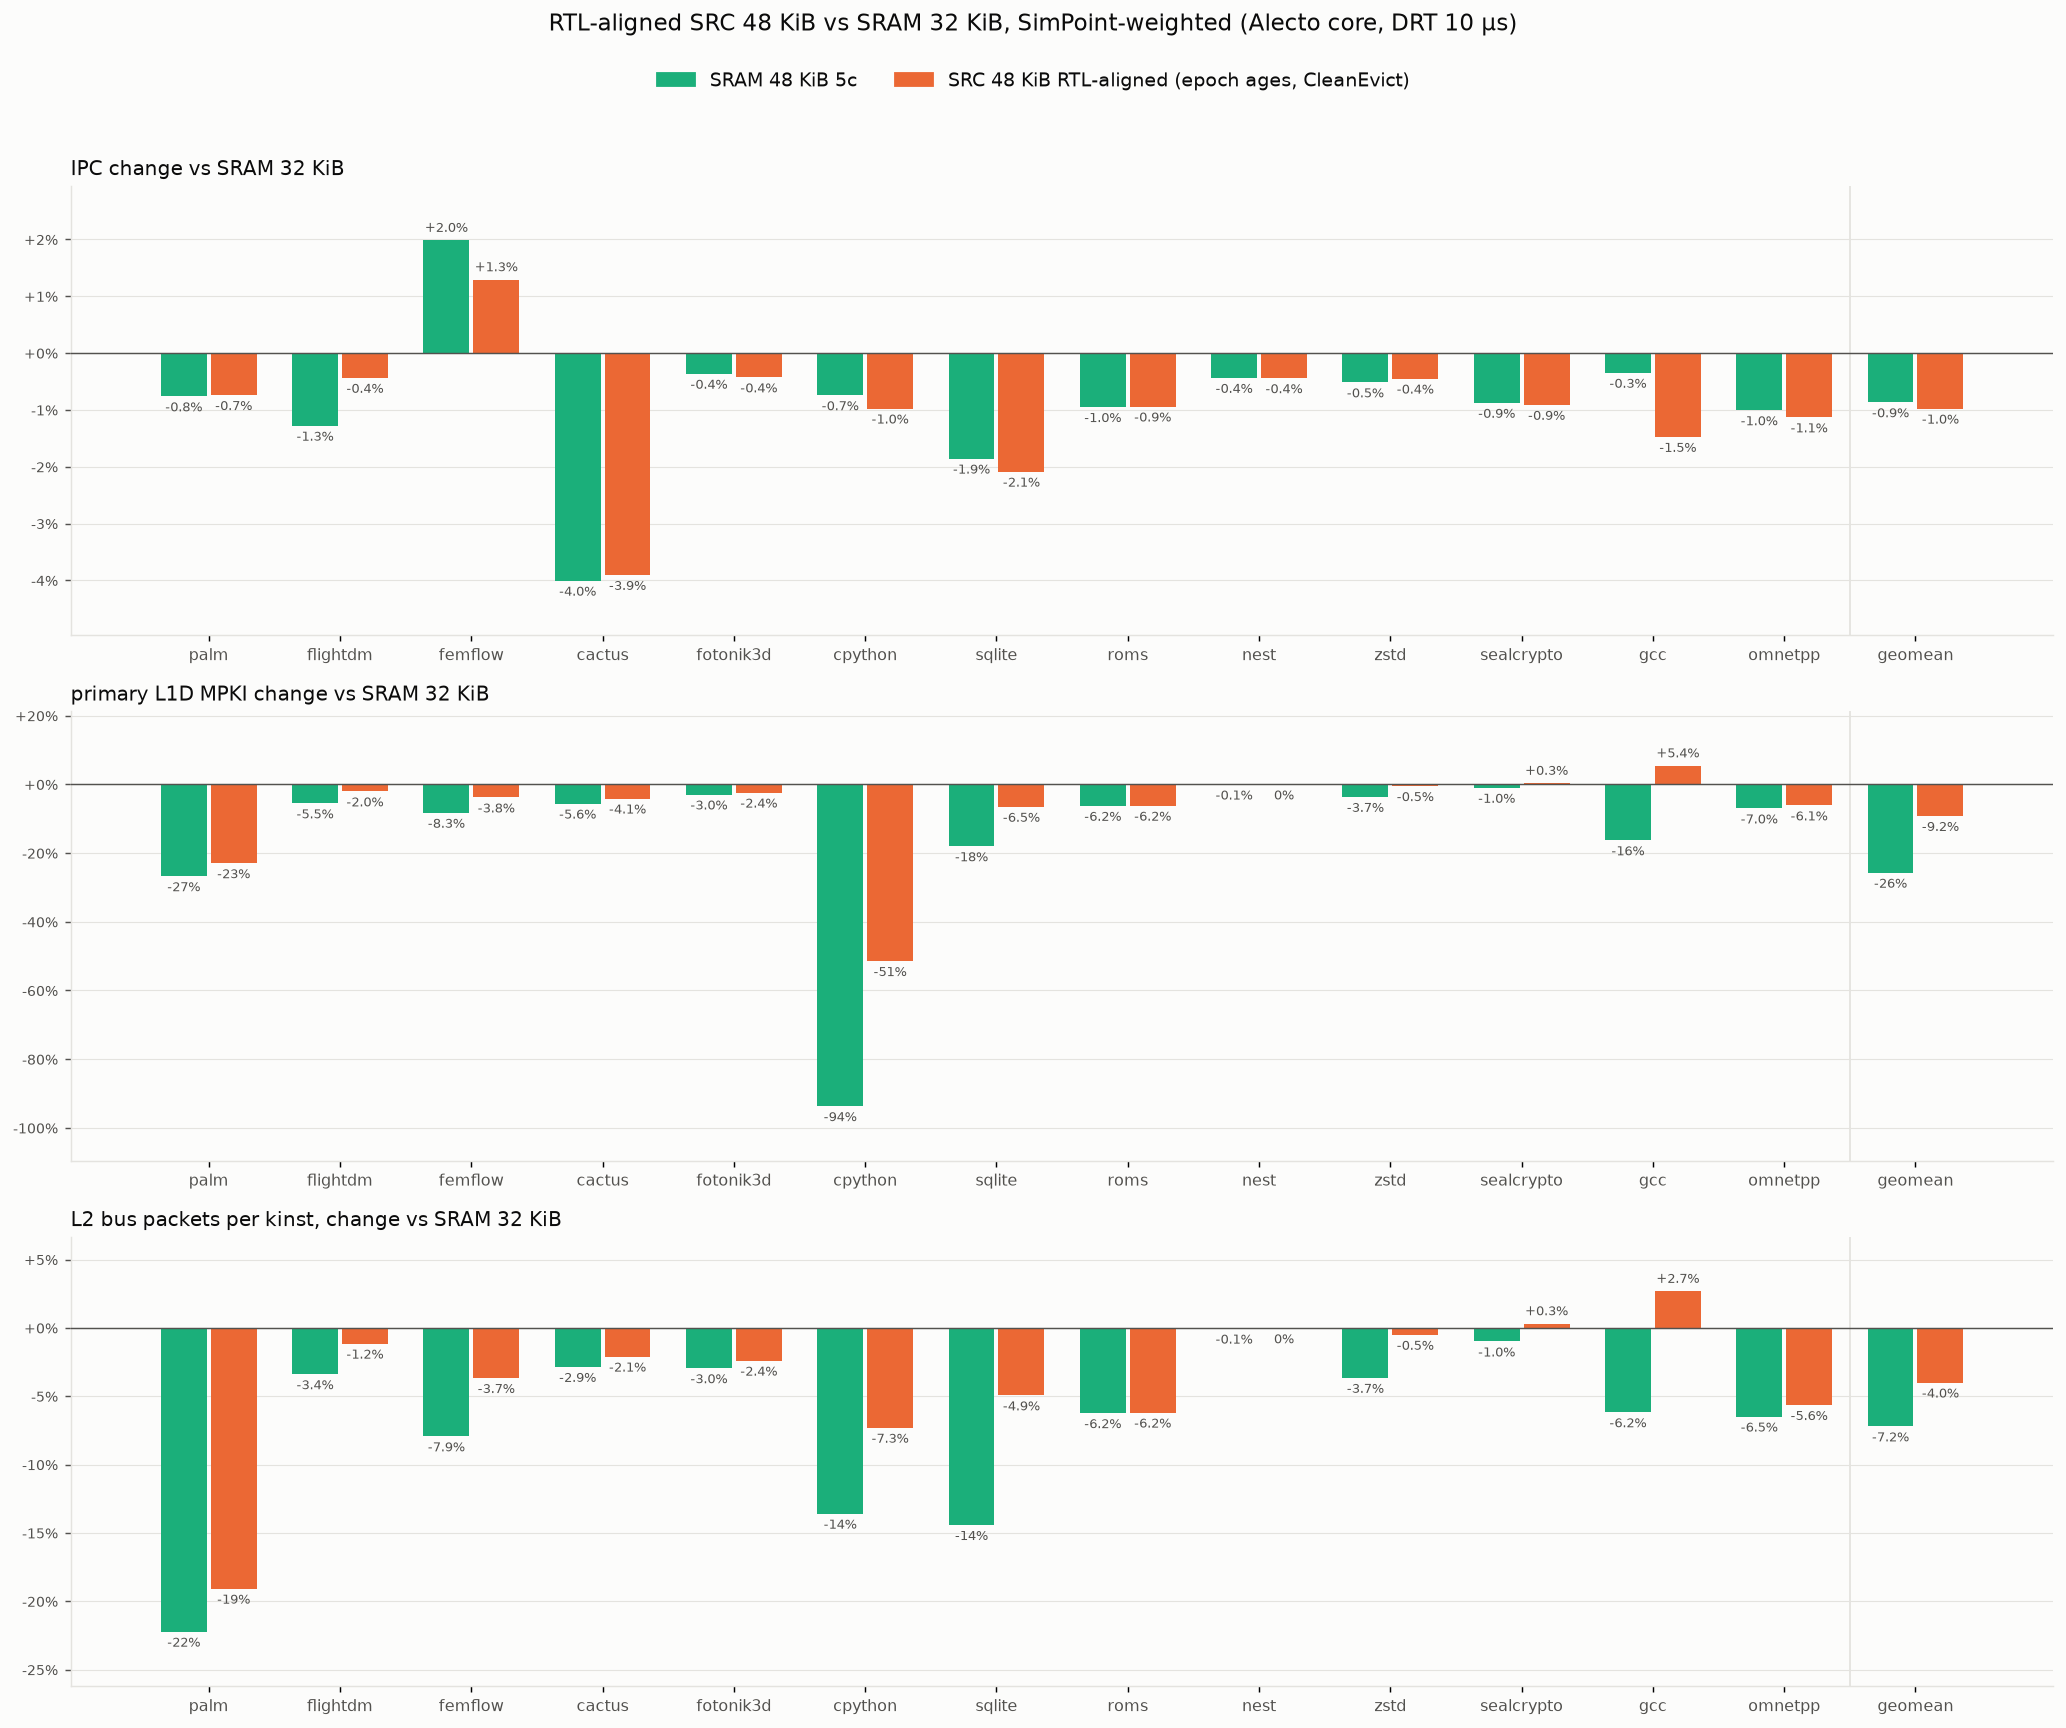 RTL-aligned SRC 48 KiB vs SRAM 32 KiB, SimPoint-weighted (Alecto core, DRT 10 µs)
SRAM 48 KiB 5c
SRC 48 KiB RTL-aligned (epoch ages, CleanEvict)
IPC change vs SRAM 32 KiB
+2%
+1%
+0%
-1%
-2%
-3%
-4%
-0.8% -0.7% -1.3% -0.4% +2.0% +1.3% -4.0% -3.9% -0.4% -0.4% -0.7% -1.0% -1.9% -2.1% -1.0% -0.9% -0.4% -0.4% -0.5% -0.4% -0.9% -0.9% -0.3% -1.5% -1.0% -1.1% -0.9% -1.0%
palm flightdm femflow cactus fotonik3d cpython sqlite roms nest zstd sealcrypto gcc omnetpp geomean
primary L1D MPKI change vs SRAM 32 KiB
+20%
+0%
-20%
-40%
-60%
-80%
-100%
-27% -23% -5.5% -2.0% -8.3% -3.8% -5.6% -4.1% -3.0% -2.4% -94% -51% -18% -6.5% -6.2% -6.2% -0.1% 0% -3.7% -0.5% -1.0% +0.3% -16% +5.4% -7.0% -6.1% -26% -9.2%
palm flightdm femflow cactus fotonik3d cpython sqlite roms nest zstd sealcrypto gcc omnetpp geomean
L2 bus packets per kinst, change vs SRAM 32 KiB
+5%
+0%
-5%
-10%
-15%
-20%
-25%
-22% -19% -3.4% -1.2% -7.9% -3.7% -2.9% -2.1% -3.0% -2.4% -14% -7.3% -14% -4.9% -6.2% -6.2% -0.1% 0% -3.7% -0.5% -1.0% +0.3% -6.2% +2.7% -6.5% -5.6% -7.2% -4.0%
palm flightdm femflow cactus fotonik3d cpython sqlite roms nest zstd sealcrypto gcc omnetpp geomean